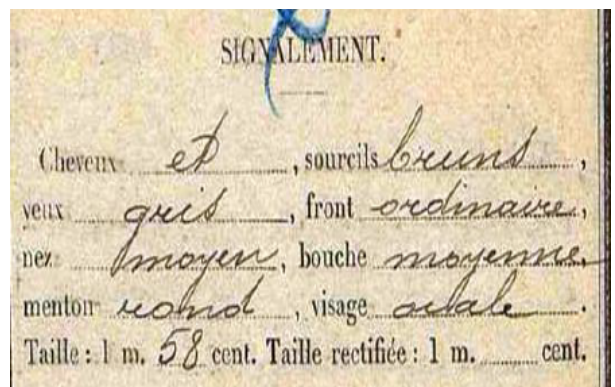 SIGNALEMENT.
Cheveux et , sourcils bruns ,
yeux gris , front ordinaire,
nez moyen, bouche moyenne,
menton rond , visage ovale .
Taille : 1 m. 58 cent. Taille rectifiée : 1 m. cent.